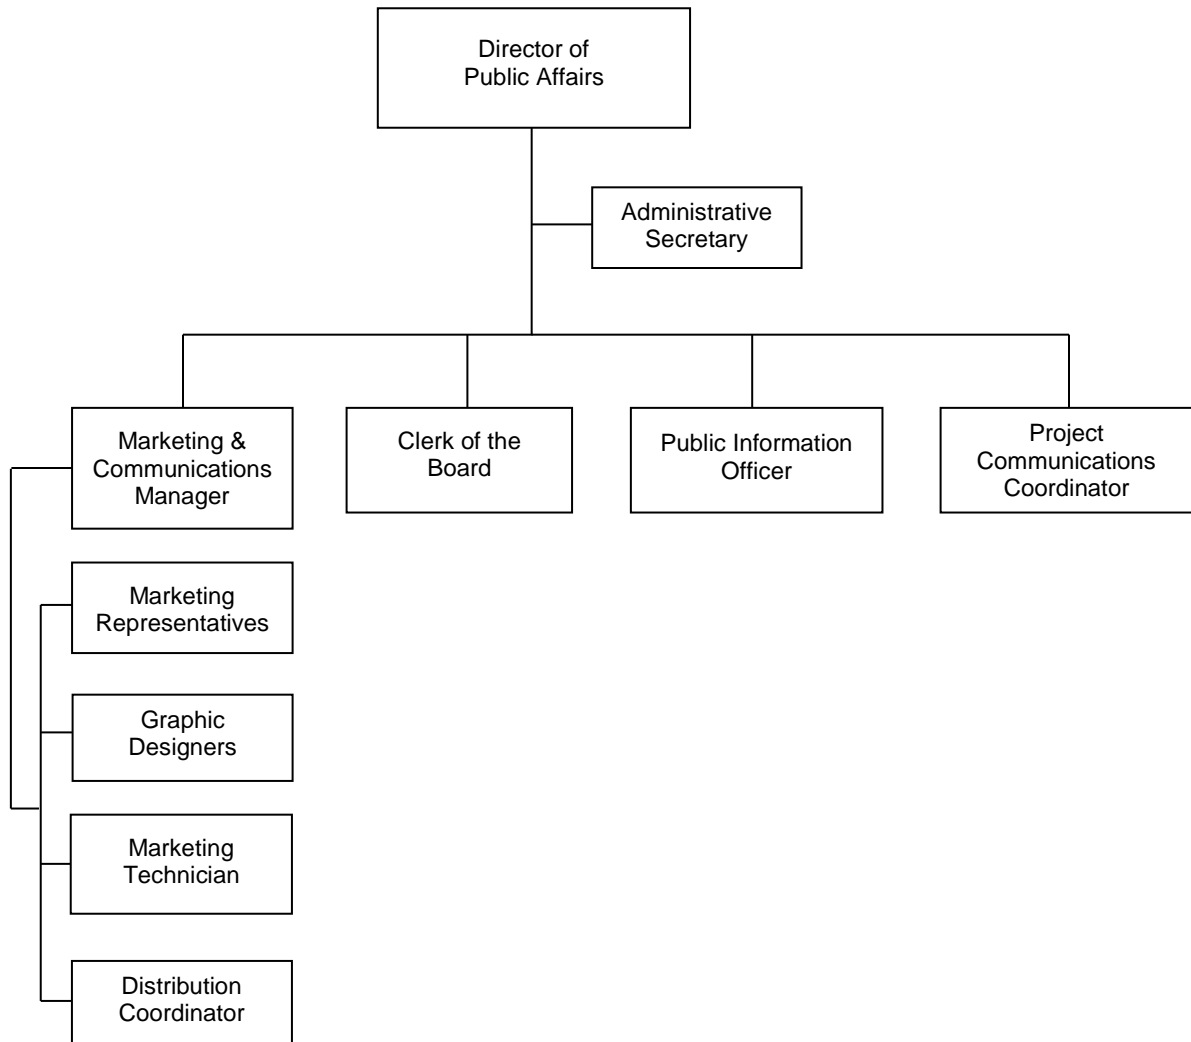 Director of
Public Affairs
Administrative
Secretary
Marketing &
Communications
Manager
Clerk of the
Board
Public Information
Officer
Project
Communications
Coordinator
Marketing
Representatives
Graphic
Designers
Marketing
Technician
Distribution
Coordinator